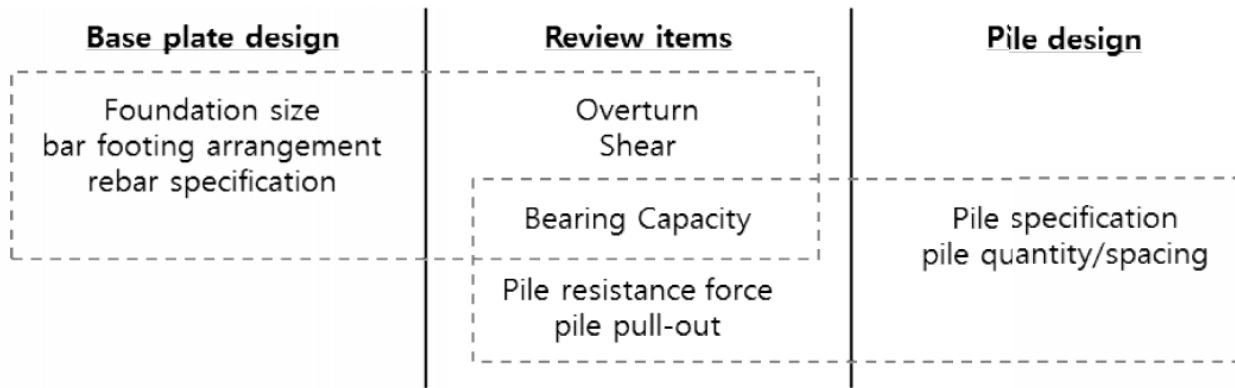 Base plate design
Review items
Pile design
Foundation size
bar footing arrangement
rebar specification
Overturn
Shear
Bearing Capacity
Pile resistance force
pile pull-out
Pile specification
pile quantity/spacing